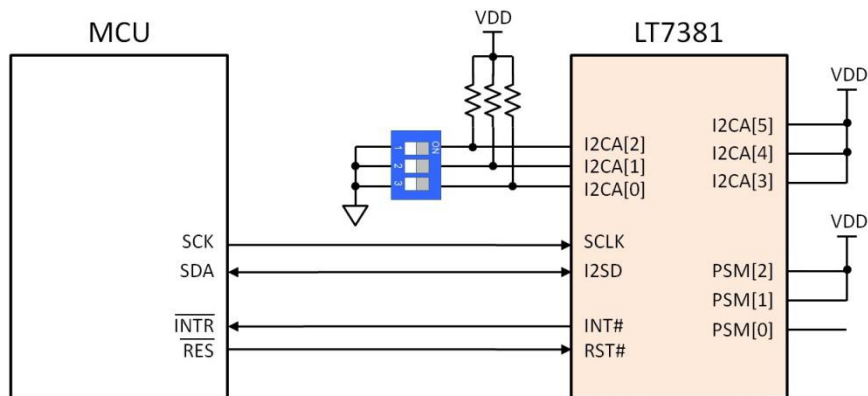 MCU
VDD
LT7381
VDD
1
2
3
ON
I2CA[2]
I2CA[1]
I2CA[0]
I2CA[5]
I2CA[4]
I2CA[3]
SCK
SCLK
SDA
I2SD
INTR
INT#
RES
RST#
VDD
PSM[2]
PSM[1]
PSM[0]